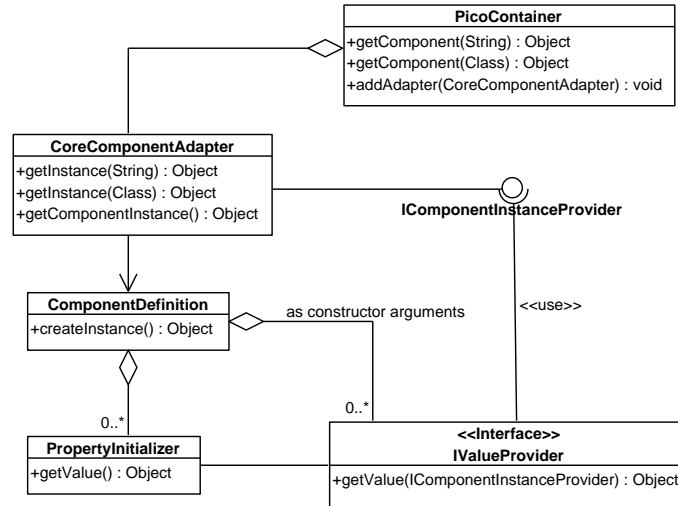 PicoContainer
+getComponent(String) : Object
+getComponent(Class) : Object
+addAdapter(CoreComponentAdapter) : void
CoreComponentAdapter
+getInstance(String) : Object
+getInstance(Class) : Object
+getComponentInstance() : Object
IComponentInstanceProvider
ComponentDefinition
+createInstance() : Object
as constructor arguments
<<use>>
0..*
0..*
PropertyInitializer
+getValue() : Object
<<Interface>>
IValueProvider
+getValue(IComponentInstanceProvider) : Object